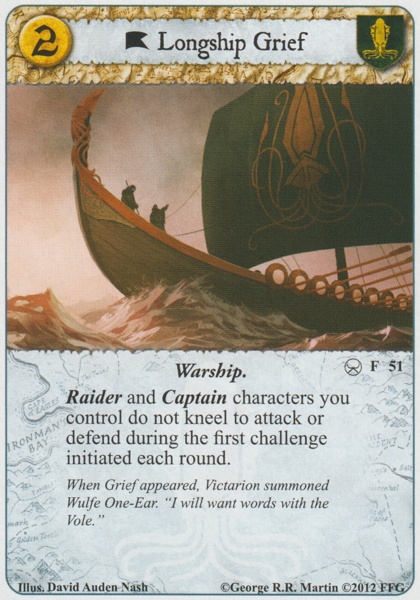 2
Longship Grief
Warship.
F 51
Raider and Captain characters you
control do not kneel to attack or
defend during the first challenge
initiated each round.
When Grief appeared, Victarion summoned
Wulfe One-Ear. “I will want words with the
Vole.”
IRONMAN'S
BAY
Illus. David Auden Nash
©George R.R. Martin ©2012 FFG